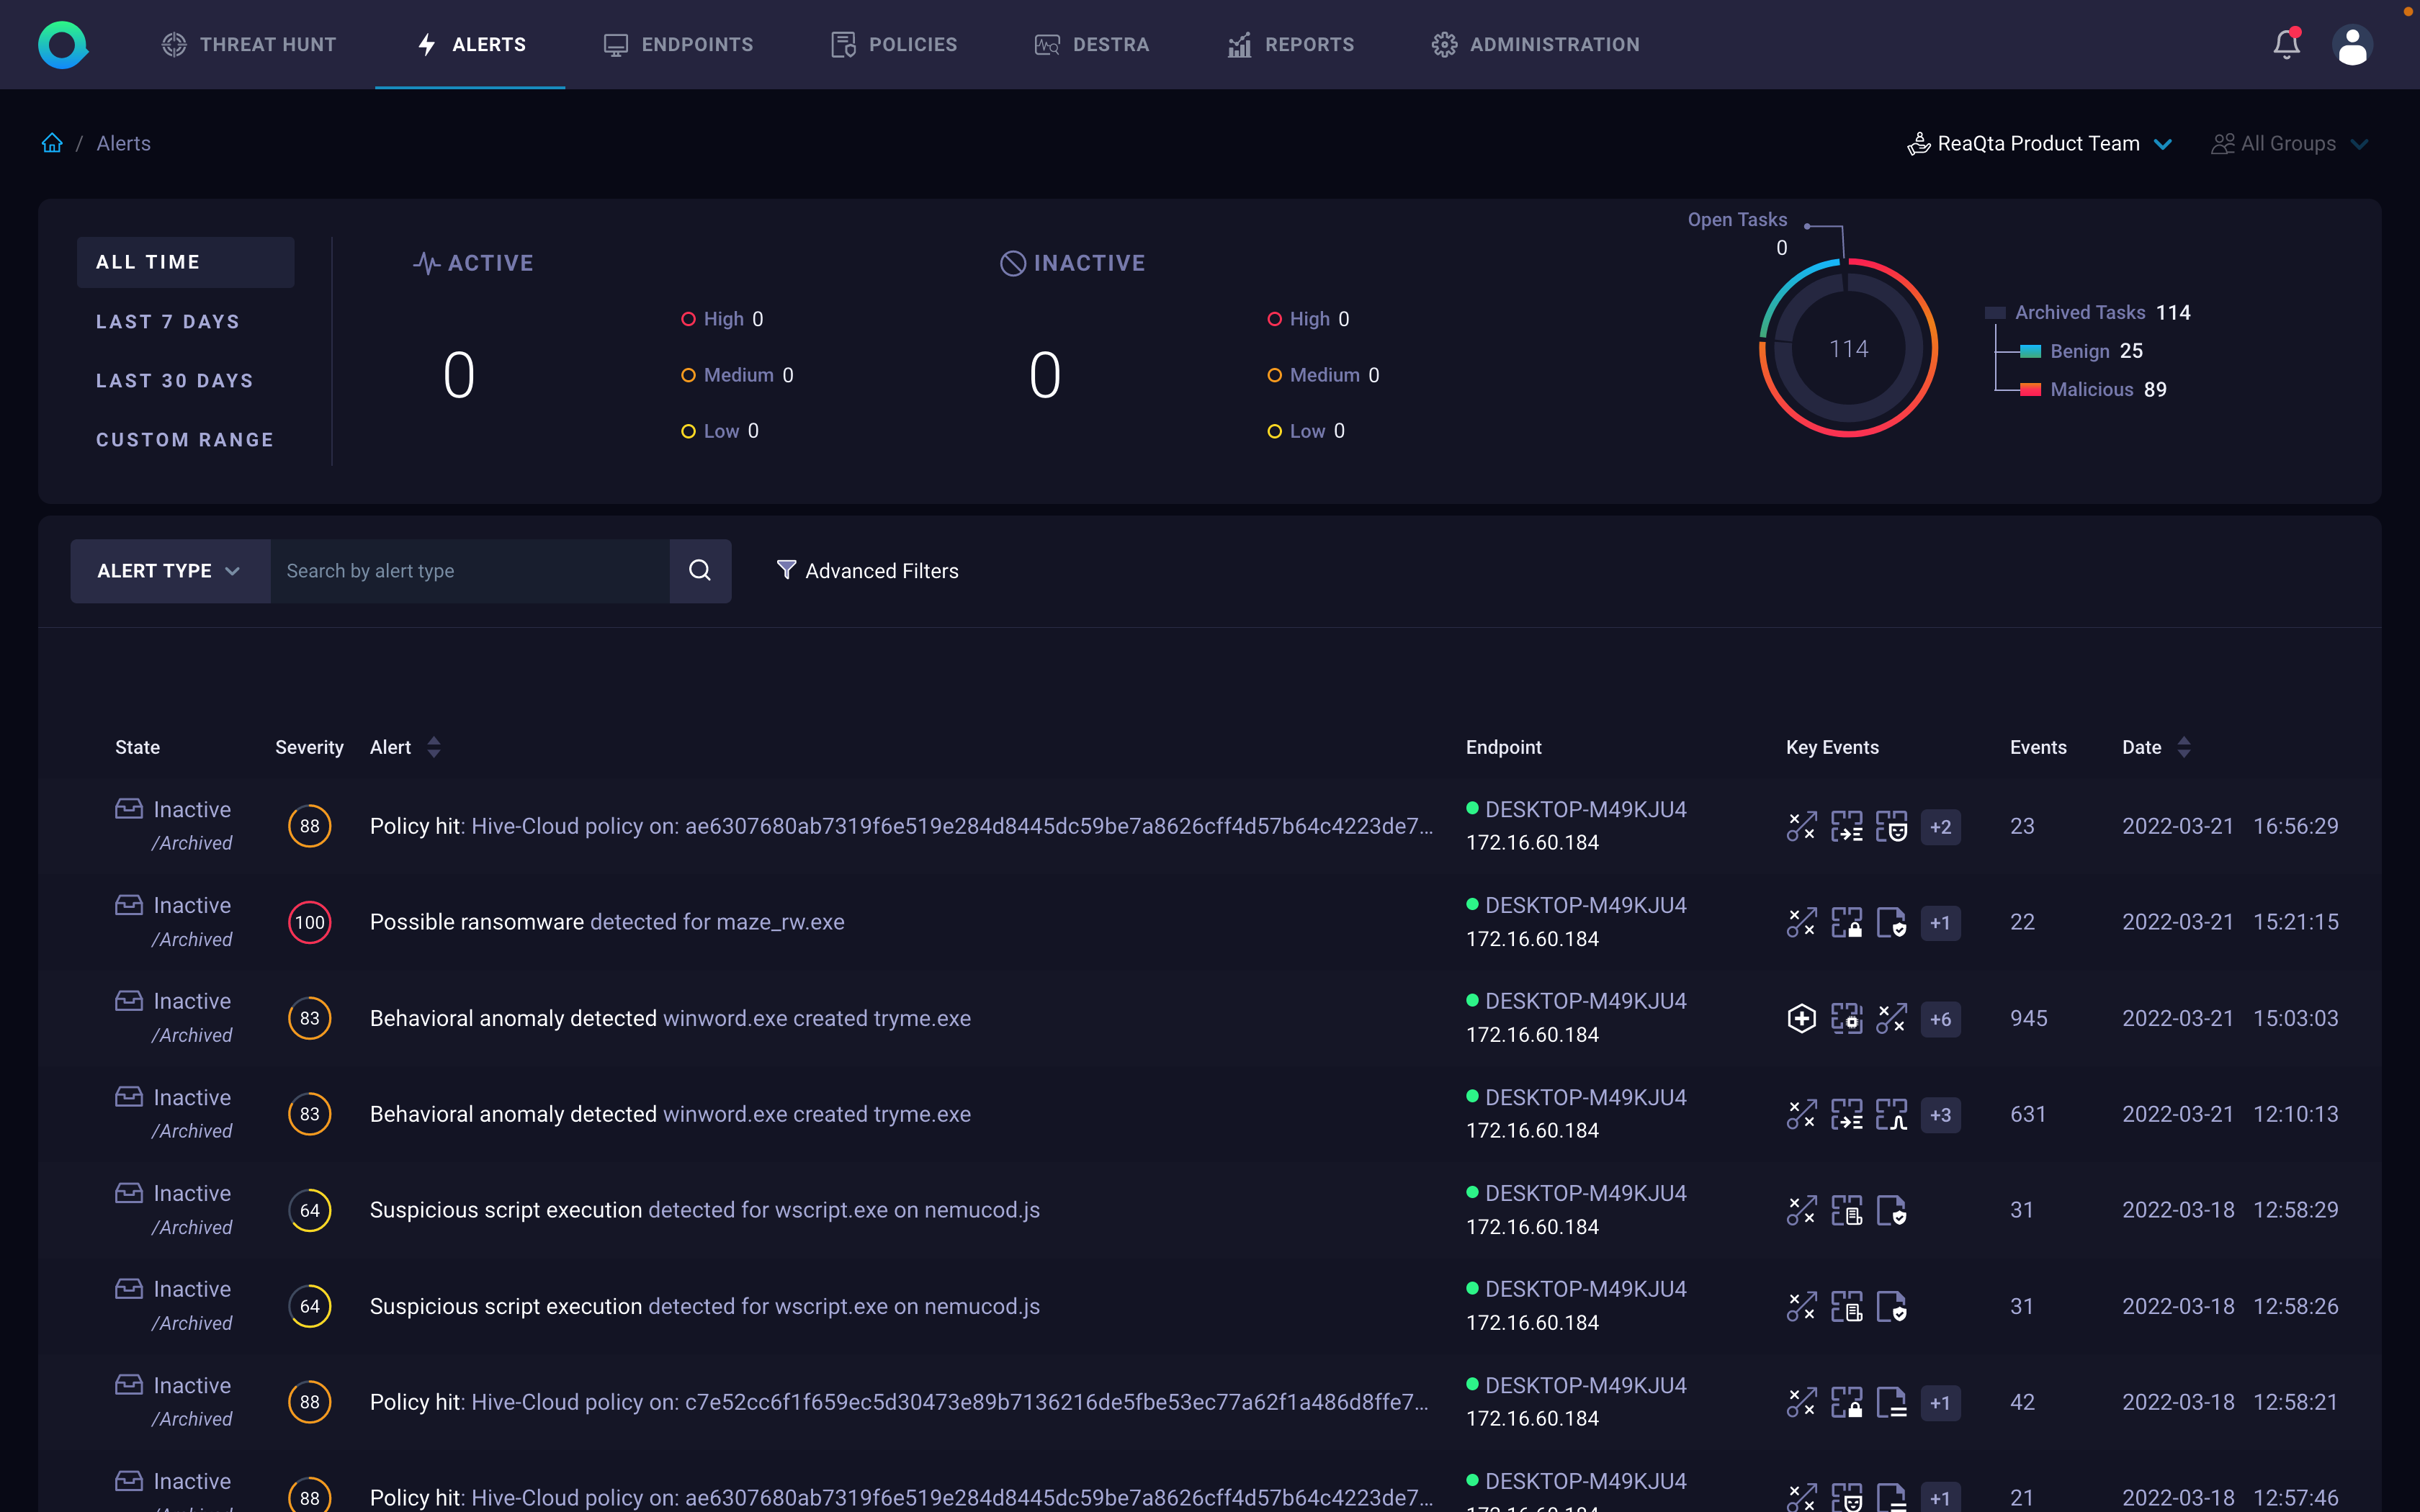 THREAT HUNT ALERTS ENDPOINTS POLICIES DESTRA REPORTS ADMINISTRATION
/ Alerts ReaQta Product Team All Groups
ALL TIME
LAST 7 DAYS
LAST 30 DAYS
CUSTOM RANGE
ACTIVE
0
High 0
Medium 0
Low 0
INACTIVE
0
High 0
Medium 0
Low 0
Open Tasks
0
114
Archived Tasks 114
Benign 25
Malicious 89
ALERT TYPE Search by alert type Advanced Filters
State Severity Alert Endpoint Key Events Events Date
Inactive
/Archived
88
Policy hit: Hive-Cloud policy on: ae6307680ab7319f6e519e284d8445dc59be7a8626cff4d57b64c4223de7...
DESKTOP-M49KJU4
172.16.60.184
+2 23 2022-03-21 16:56:29
Inactive
/Archived
100
Possible ransomware detected for maze_rw.exe
DESKTOP-M49KJU4
172.16.60.184
+1 22 2022-03-21 15:21:15
Inactive
/Archived
83
Behavioral anomaly detected winword.exe created tryme.exe
DESKTOP-M49KJU4
172.16.60.184
+6 945 2022-03-21 15:03:03
Inactive
/Archived
83
Behavioral anomaly detected winword.exe created tryme.exe
DESKTOP-M49KJU4
172.16.60.184
+3 631 2022-03-21 12:10:13
Inactive
/Archived
64
Suspicious script execution detected for wscript.exe on nemucod.js
DESKTOP-M49KJU4
172.16.60.184
31 2022-03-18 12:58:29
Inactive
/Archived
64
Suspicious script execution detected for wscript.exe on nemucod.js
DESKTOP-M49KJU4
172.16.60.184
31 2022-03-18 12:58:26
Inactive
/Archived
88
Policy hit: Hive-Cloud policy on: c7e52cc6f1f659ec5d30473e89b7136216de5fbe53ec77a62f1a486d8ffe7...
DESKTOP-M49KJU4
172.16.60.184
+1 42 2022-03-18 12:58:21
Inactive
88
Policy hit: Hive-Cloud policy on: ae6307680ab7319f6e519e284d8445dc59be7a8626cff4d57b64c4223de7...
DESKTOP-M49KJU4
+1 21 2022-03-18 12:57:46